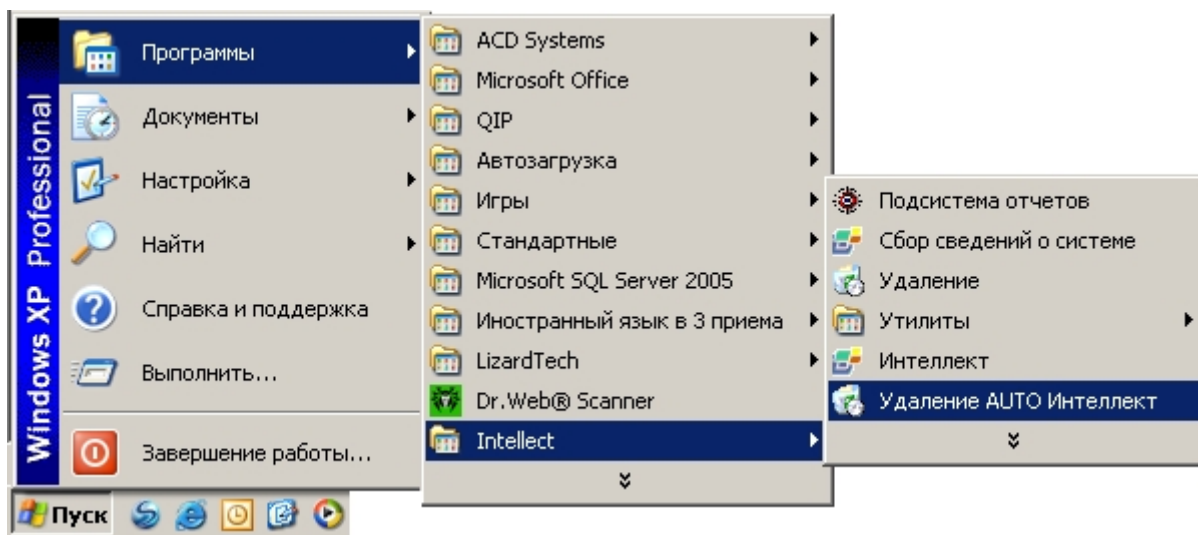 Windows XP Professional
Программы
Документы
Настройка
Найти
Справка и поддержка
Выполнить...
Завершение работы...
Пуск
ACD Systems
Microsoft Office
QIP
Автозагрузка
Игры
Стандартные
Microsoft SQL Server 2005
Иностранный язык в 3 приема
LizardTech
Dr.Web® Scanner
Intellect
Подсистема отчетов
Сбор сведений о системе
Удаление
Утилиты
Интеллект
Удаление AUTO Интеллект